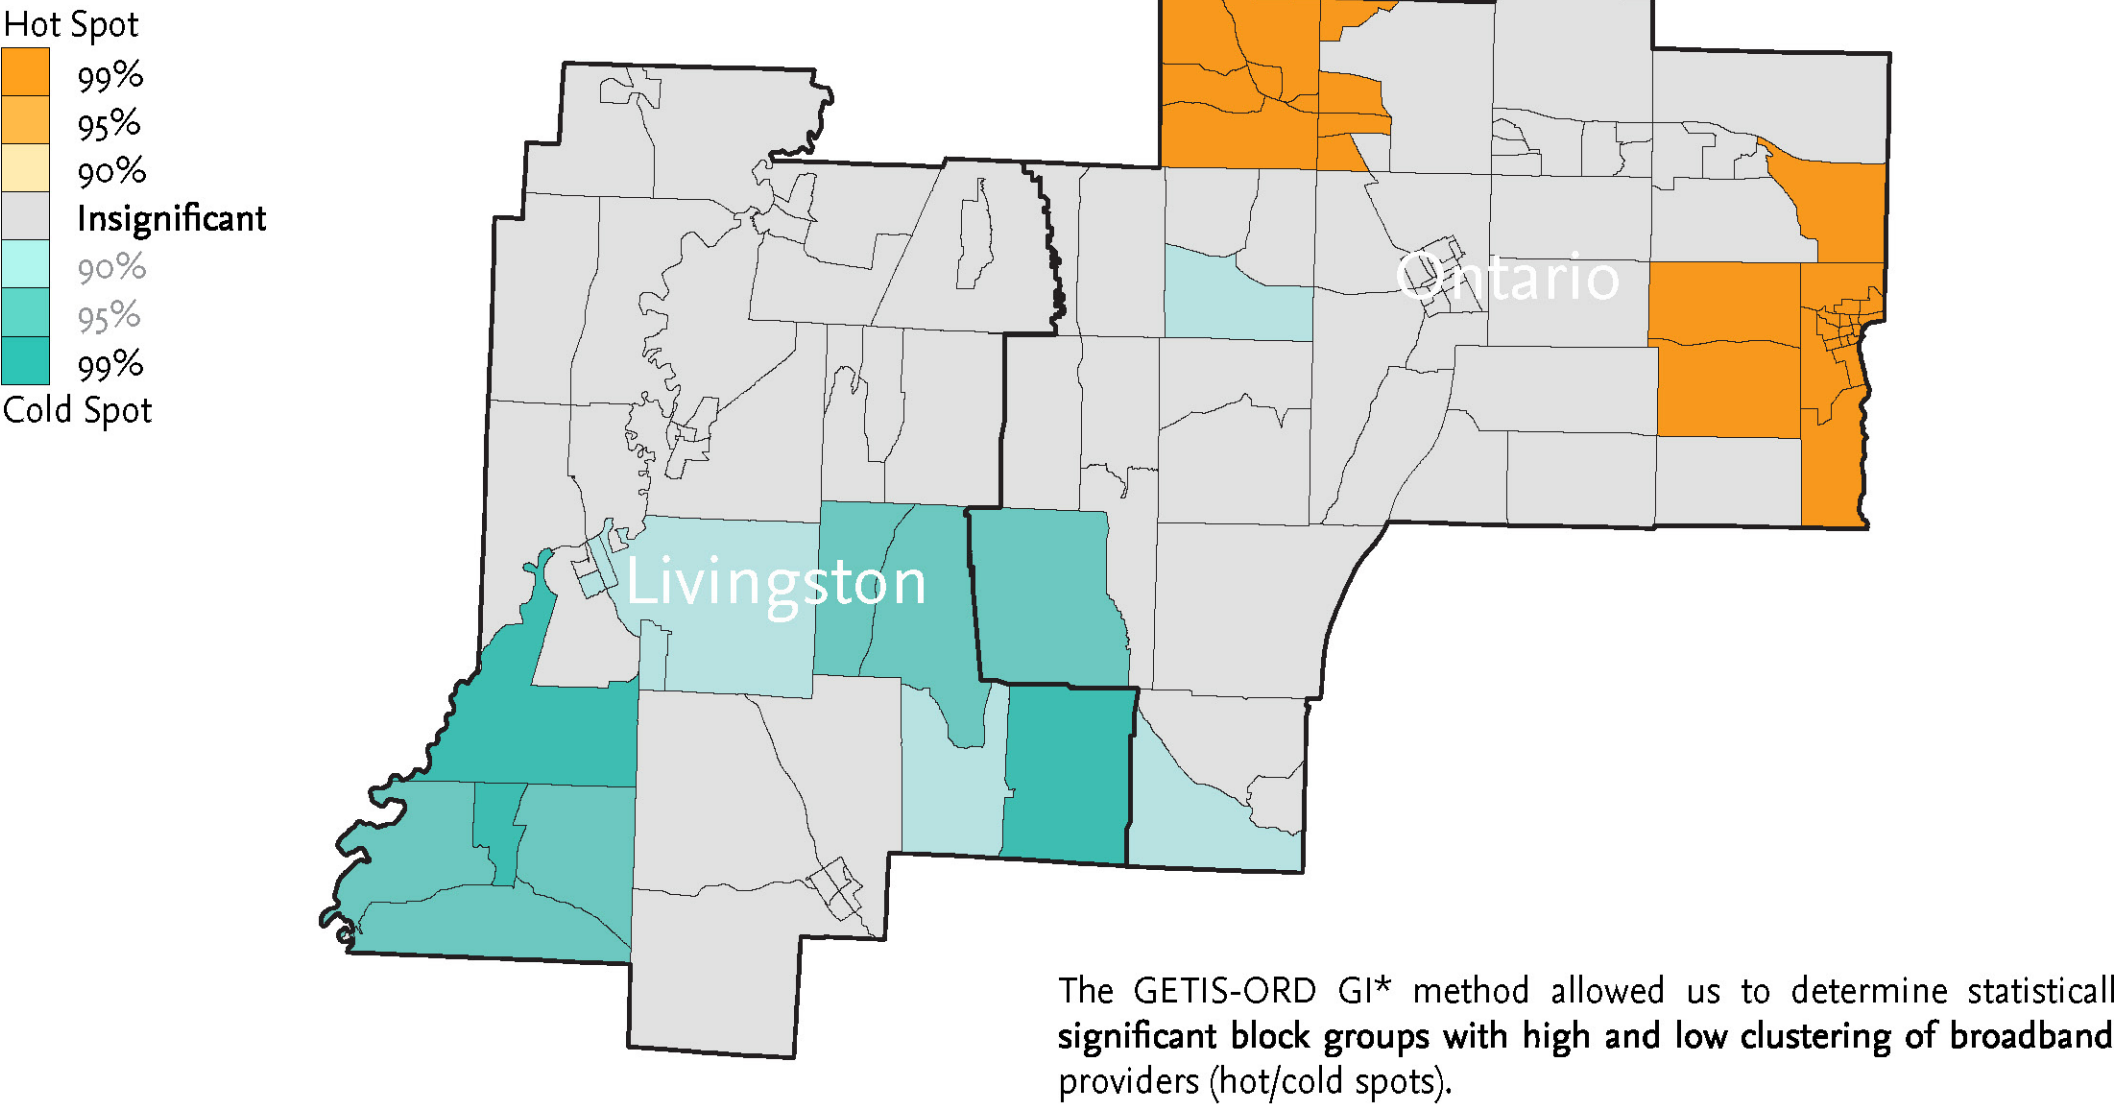 Hot Spot
99%
95%
90%
Insignificant
90%
95%
99%
Cold Spot
Ontario
Livingston
The GETIS-ORD GI* method allowed us to determine statisticall
significant block groups with high and low clustering of broadband
providers (hot/cold spots).